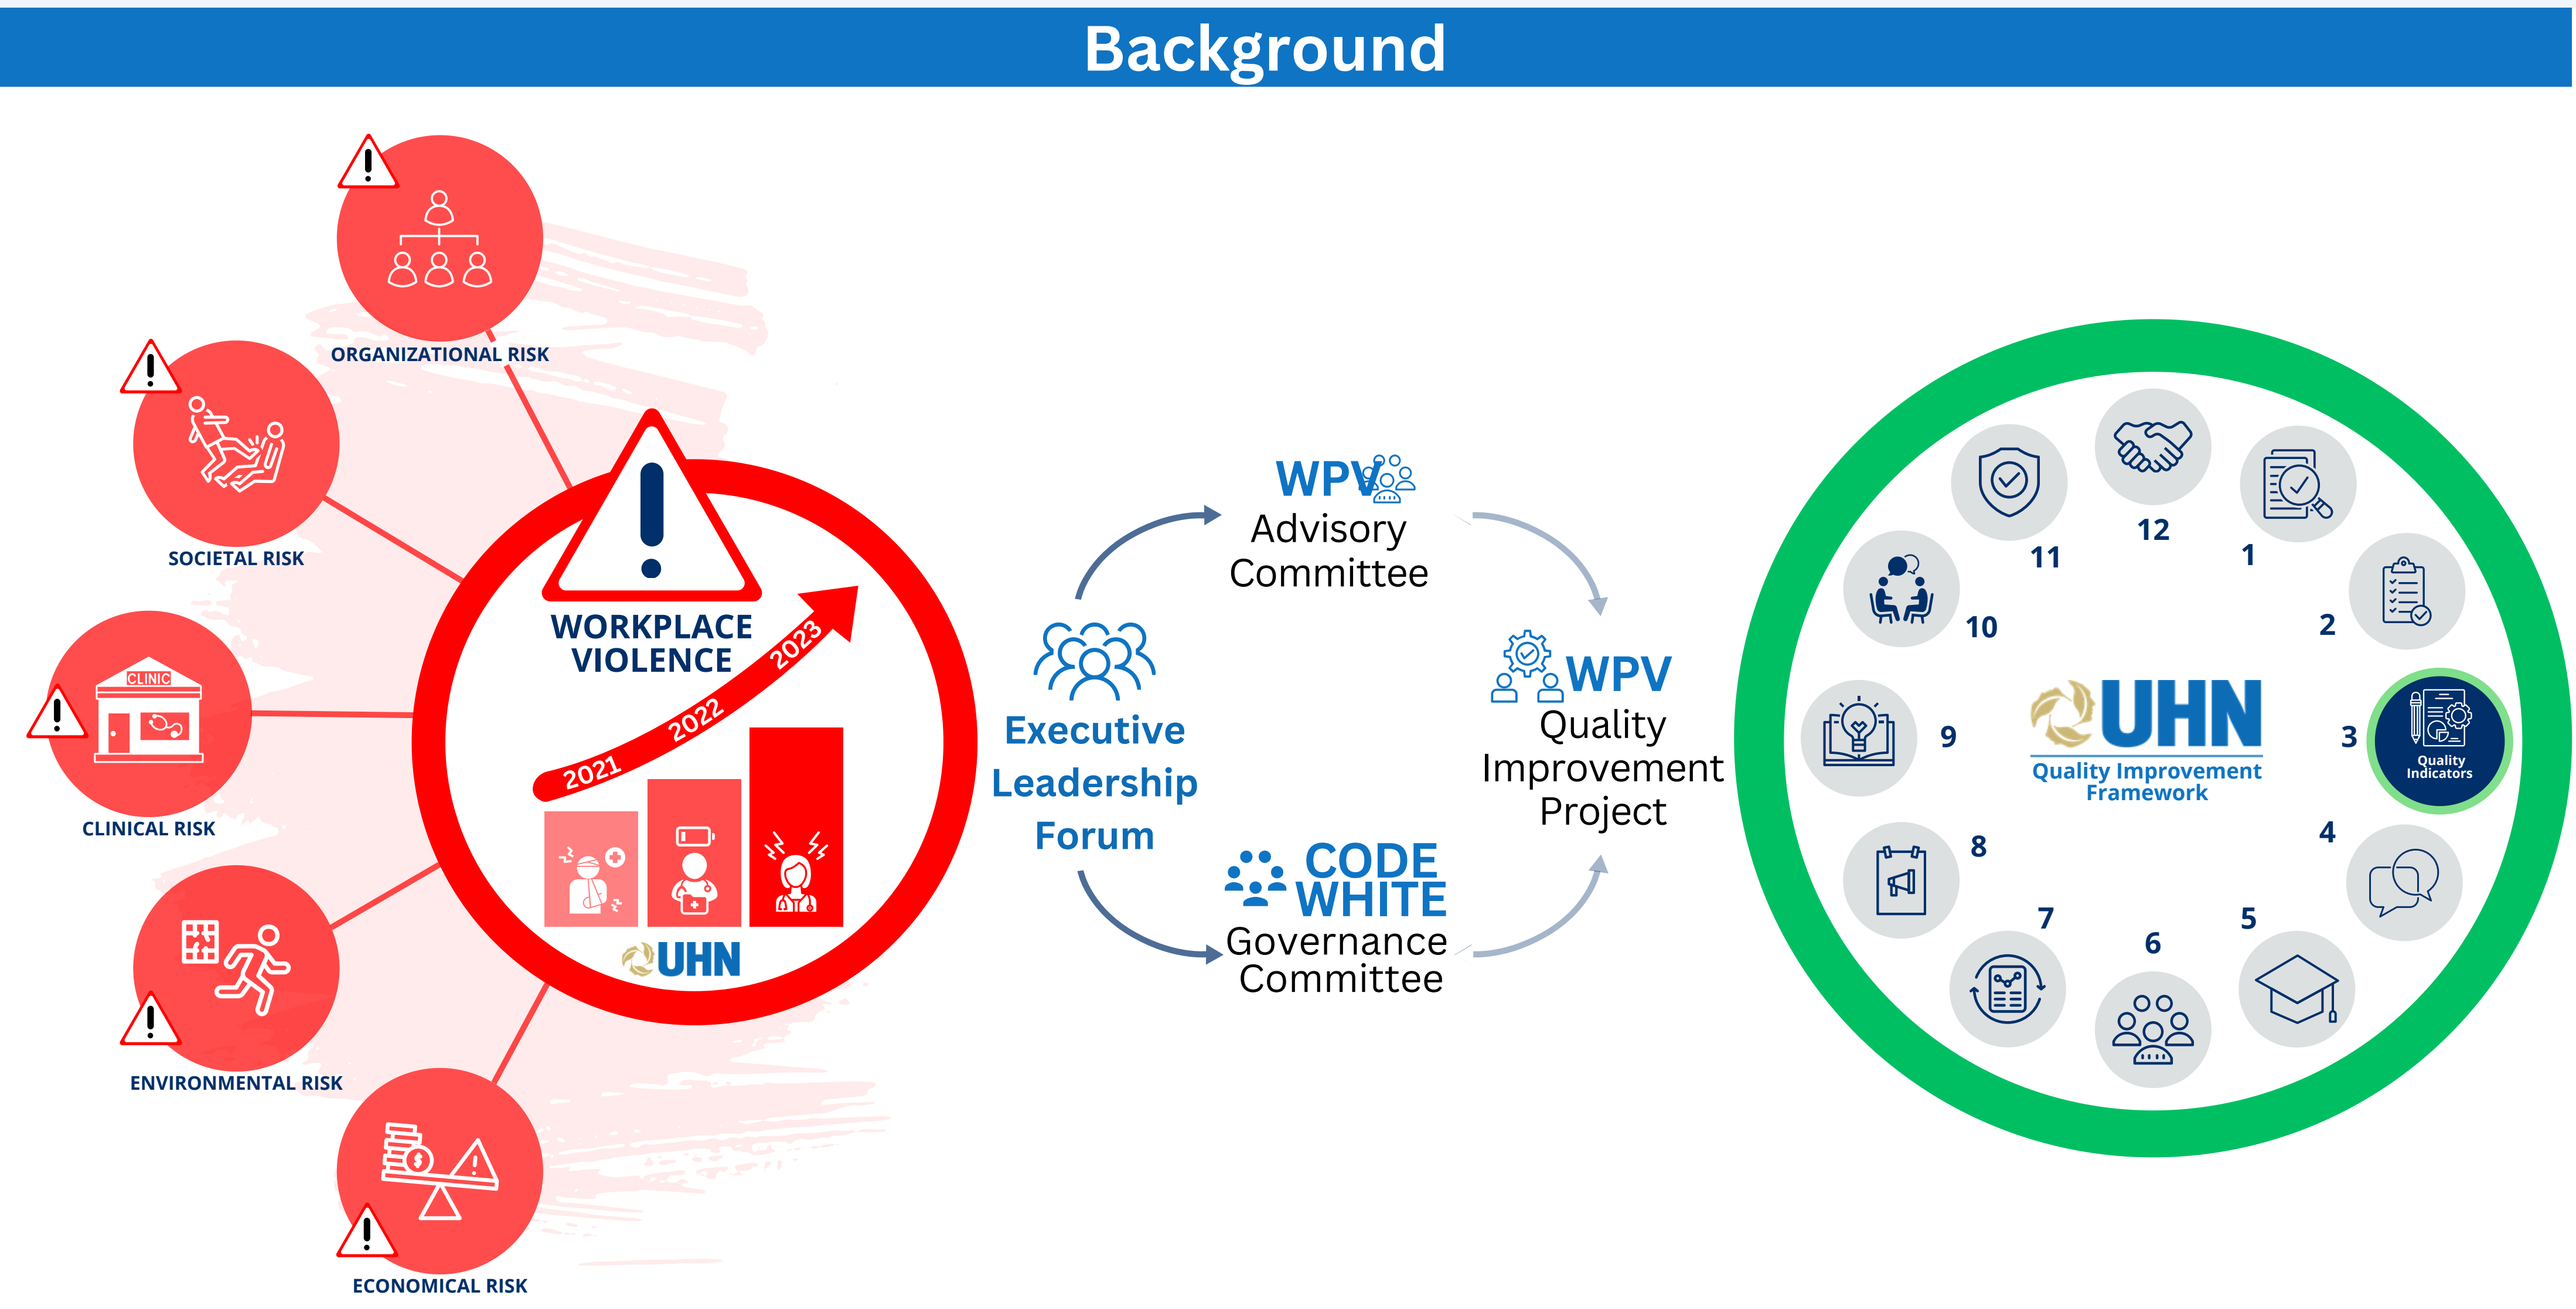 Background
ORGANIZATIONAL RISK
SOCIETAL RISK
CLINIC
CLINICAL RISK
ENVIRONMENTAL RISK
$
ECONOMICAL RISK
WORKPLACE
VIOLENCE
2021
2022
2023
UHN
Executive
Leadership
Forum
WPV
Advisory
Committee
CODE
WHITE
Governance
Committee
WPV
Quality
Improvement
Project
12
1
2
3
Quality
Indicators
4
5
6
7
8
9
10
11
UHN
Quality Improvement
Framework